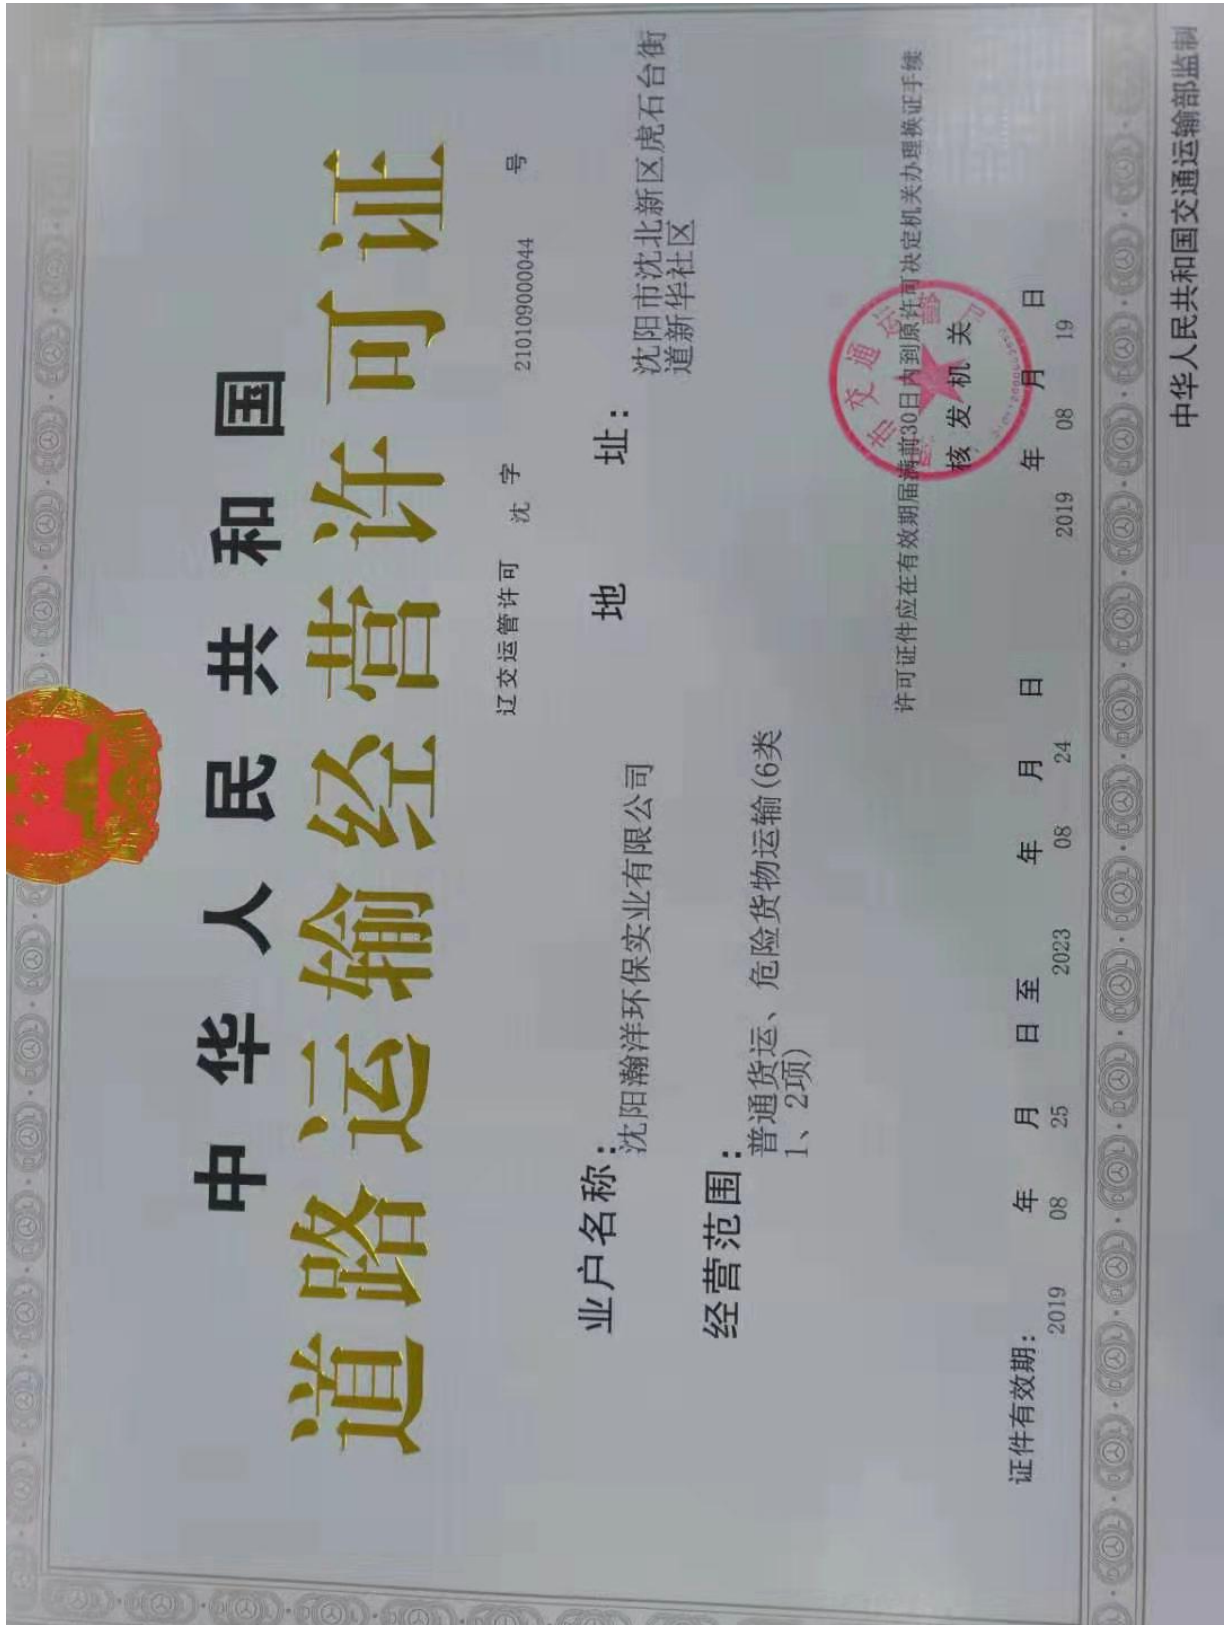 中华人民共和国
道路运输经营许可证
辽交运管许可 沈 字 210109000044 号
业户名称：
沈阳瀚洋环保实业有限公司
地 址：
沈阳市沈北新区虎石台街
道新华社区
经营范围：
普通货运、危险货物运输(6类
1、2项)
许可证件应在有效期届满前30日内到原许可决定机关办理换证手续
核发机关
证件有效期：
2019 年 08 月 25 日至 2023 年 08 月 24 日
2019 年 08 月 19 日
中华人民共和国交通运输部监制